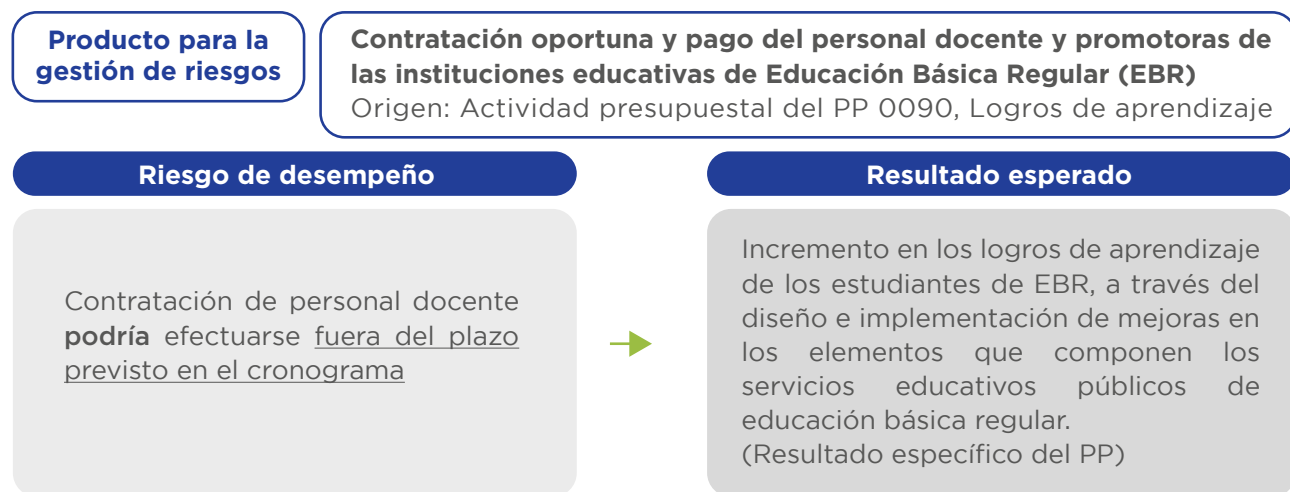 Producto para la
gestión de riesgos
Contratación oportuna y pago del personal docente y promotoras de
las instituciones educativas de Educación Básica Regular (EBR)
Origen: Actividad presupuestal del PP 0090, Logros de aprendizaje
Riesgo de desempeño
Contratación de personal docente
podría efectuarse fuera del plazo
previsto en el cronograma
Resultado esperado
Incremento en los logros de aprendizaje
de los estudiantes de EBR, a través del
diseño e implementación de mejoras en
los elementos que componen los
servicios educativos públicos de
educación básica regular.
(Resultado específico del PP)